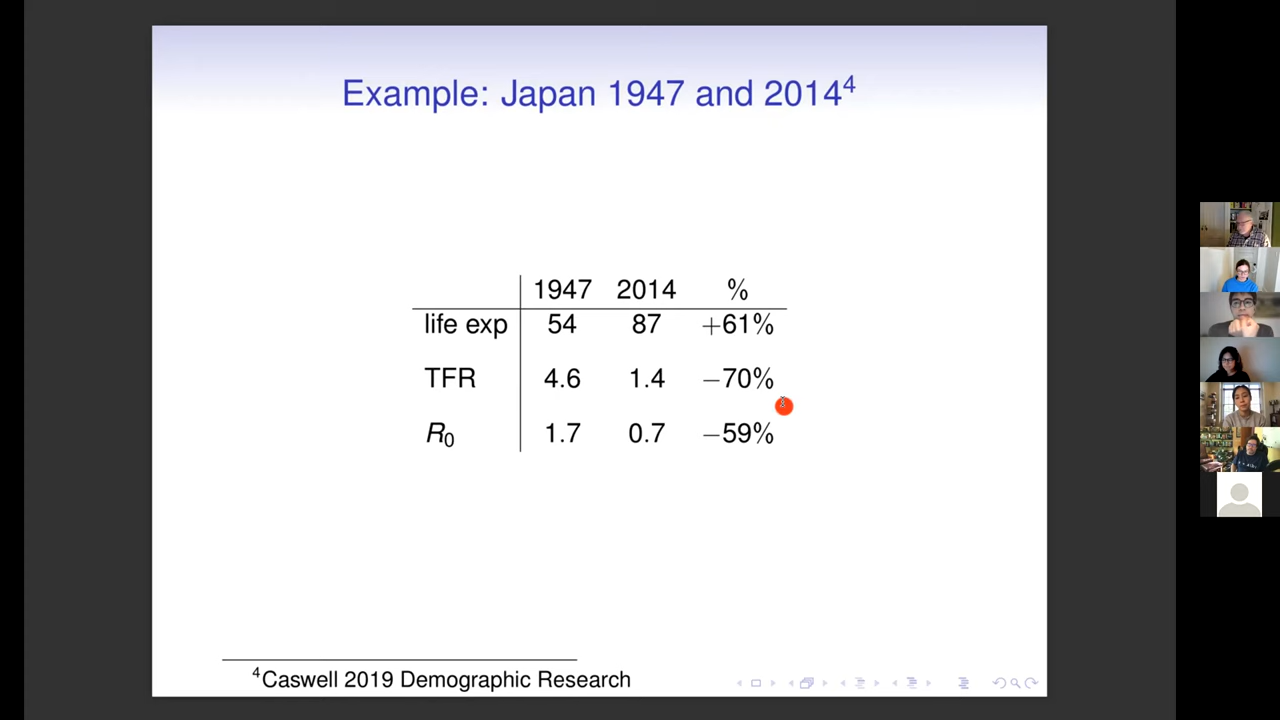 Example: Japan 1947 and 2014⁴
1947 2014 %
life exp 54 87 +61%
TFR 4.6 1.4 −70%
R₀ 1.7 0.7 −59%
⁴Caswell 2019 Demographic Research